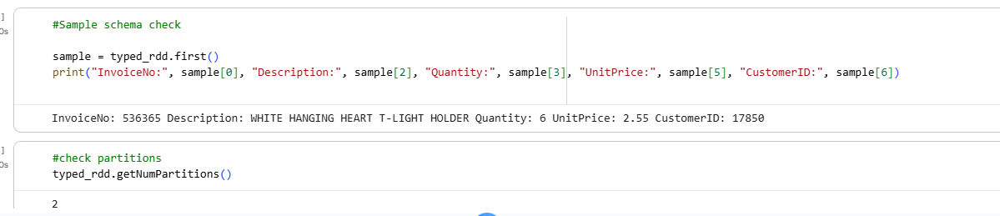 ]
0s
#Sample schema check
sample = typed_rdd.first()
print("InvoiceNo:", sample[0], "Description:", sample[2], "Quantity:", sample[3], "UnitPrice:", sample[5], "CustomerID:", sample[6])
InvoiceNo: 536365 Description: WHITE HANGING HEART T-LIGHT HOLDER Quantity: 6 UnitPrice: 2.55 CustomerID: 17850
]
0s
#check partitions
typed_rdd.getNumPartitions()
2